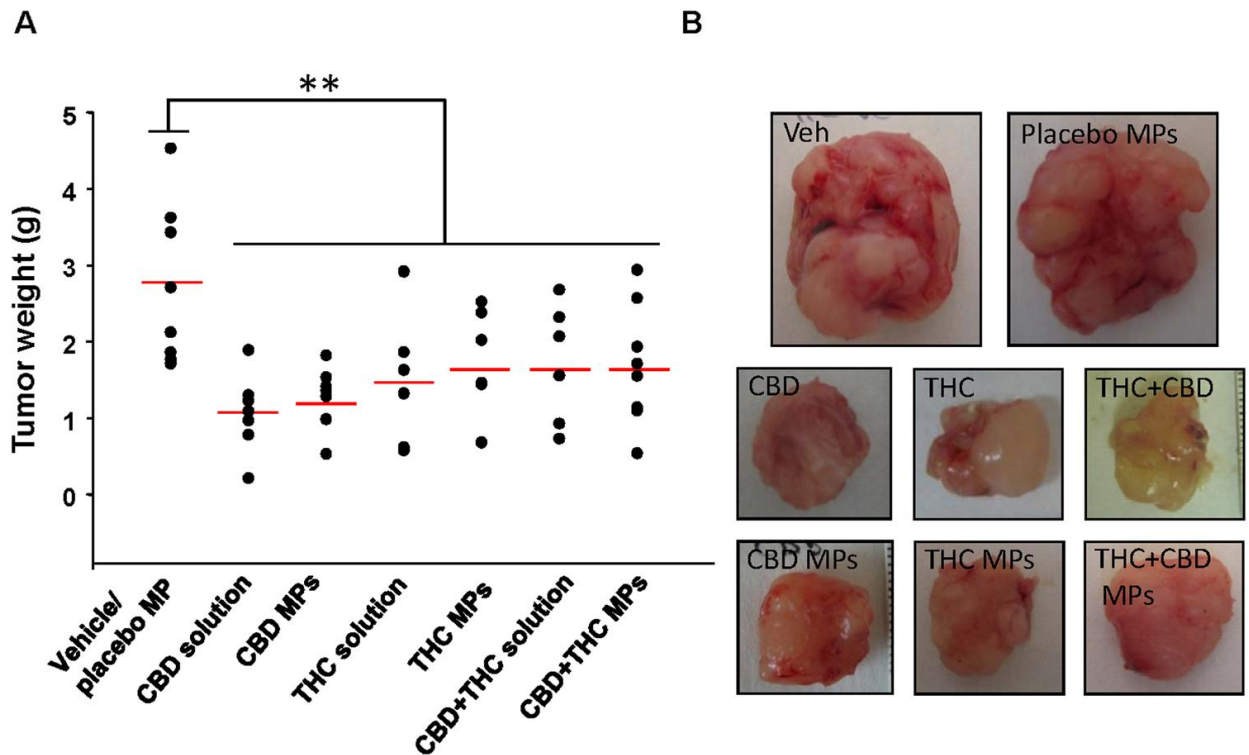 A
B
**
5
4
3
2
1
0
Tumor weight (g)
Vehicle/
placebo MP
CBD solution
CBD MPs
THC solution
THC MPs
CBD+THC solution
CBD+THC MPs
Veh
Placebo MPs
CBD
THC
THC+CBD
CBD MPs
THC MPs
THC+CBD
MPs